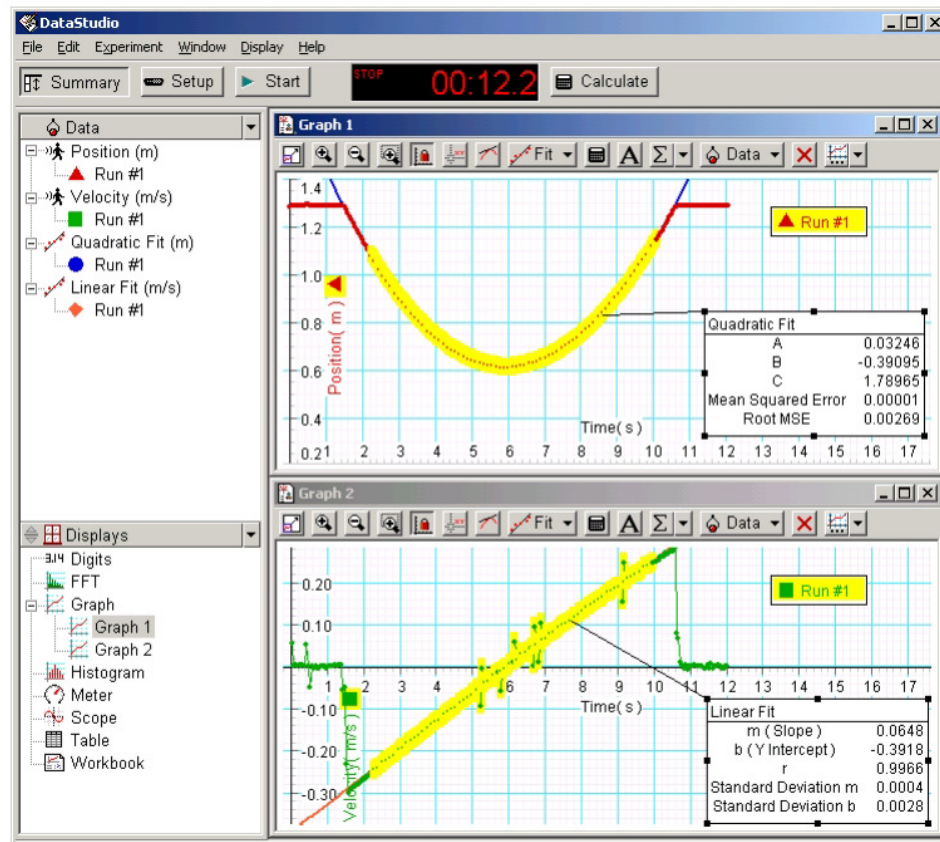 DataStudio
File Edit Experiment Window Display Help
Summary Setup Start STOP 00:12.2 Calculate
Data
Position (m)
Run #1
Velocity (m/s)
Run #1
Quadratic Fit (m)
Run #1
Linear Fit (m/s)
Run #1
Displays
3.14 Digits
FFT
Graph
Graph 1
Graph 2
Histogram
Meter
Scope
Table
Workbook
Graph 1
Fit A Σ Data
1.4
1.2
1.0
0.8
0.6
0.4
0.2
Position( m )
Run #1
Quadratic Fit
A 0.03246
B -0.39095
C 1.78965
Mean Squared Error 0.00001
Root MSE 0.00269
Time( s )
1 2 3 4 5 6 7 8 9 10 11 12 13 14 15 16 17
Graph 2
Fit A Σ Data
0.20
0.10
-0.10
-0.20
-0.30
Velocity( m/s )
Run #1
2 3 4 5 6 7 8 9 10 11 12 13 14 15 16 17
Time( s )
Linear Fit
m ( Slope ) 0.0648
b ( Y Intercept ) -0.3918
r 0.9966
Standard Deviation m 0.0004
Standard Deviation b 0.0028